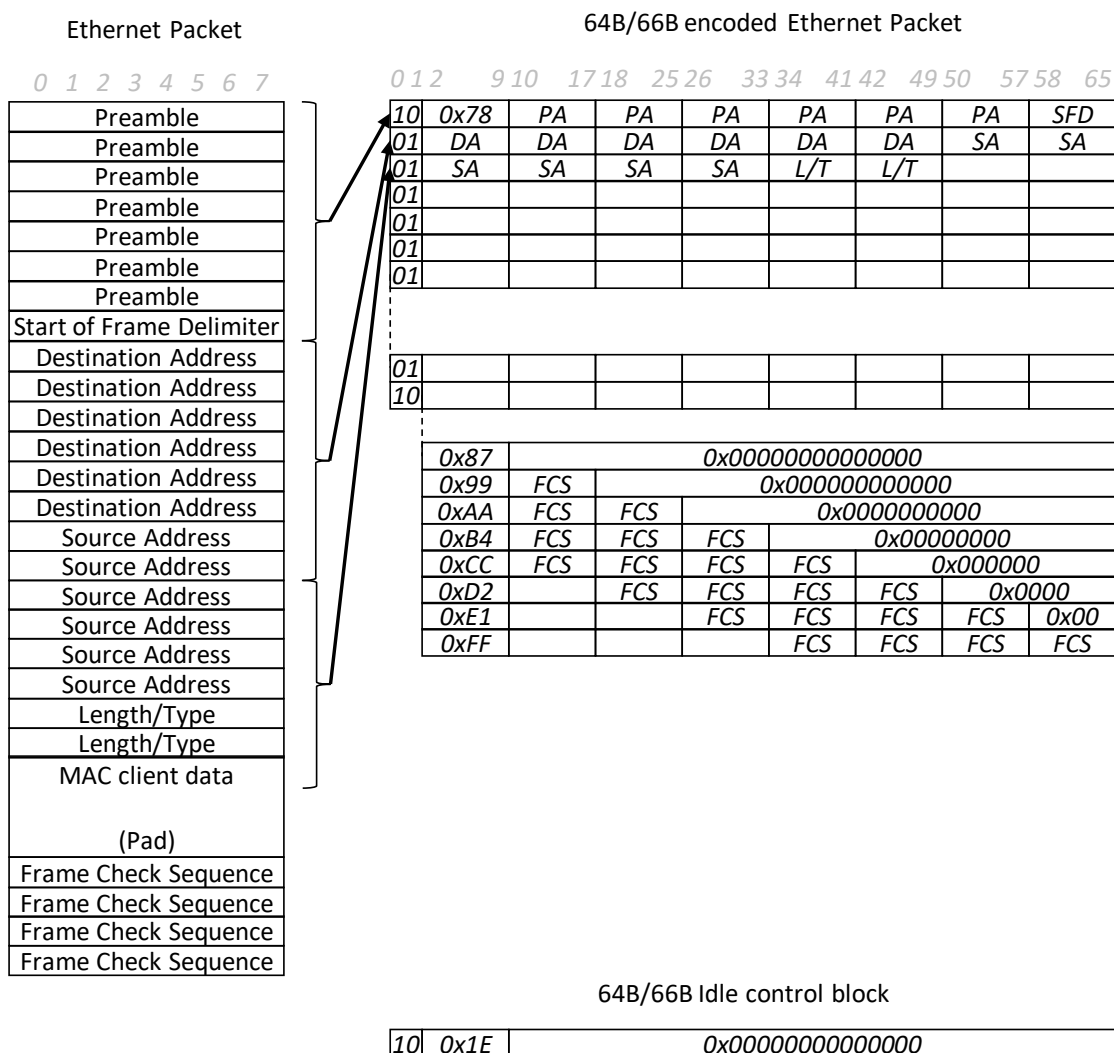 Ethernet Packet
0 1 2 3 4 5 6 7
Preamble
Preamble
Preamble
Preamble
Preamble
Preamble
Preamble
Start of Frame Delimiter
Destination Address
Destination Address
Destination Address
Destination Address
Destination Address
Destination Address
Source Address
Source Address
Source Address
Source Address
Source Address
Source Address
Length/Type
Length/Type
MAC client data
(Pad)
Frame Check Sequence
Frame Check Sequence
Frame Check Sequence
Frame Check Sequence
64B/66B encoded Ethernet Packet
0 1 2 9 10 17 18 25 26 33 34 41 42 49 50 57 58 65
10 0x78 PA PA PA PA PA PA SFD
01 DA DA DA DA DA DA SA SA
01 SA SA SA SA L/T L/T
01
01
01
01
01
10
0x87 0x00000000000000
0x99 FCS 0x000000000000
0xAA FCS FCS 0x0000000000
0xB4 FCS FCS FCS 0x00000000
0xCC FCS FCS FCS FCS 0x000000
0xD2 FCS FCS FCS FCS 0x0000
0xE1 FCS FCS FCS FCS 0x00
0xFF FCS FCS FCS FCS
64B/66B Idle control block
10 0x1E 0x00000000000000